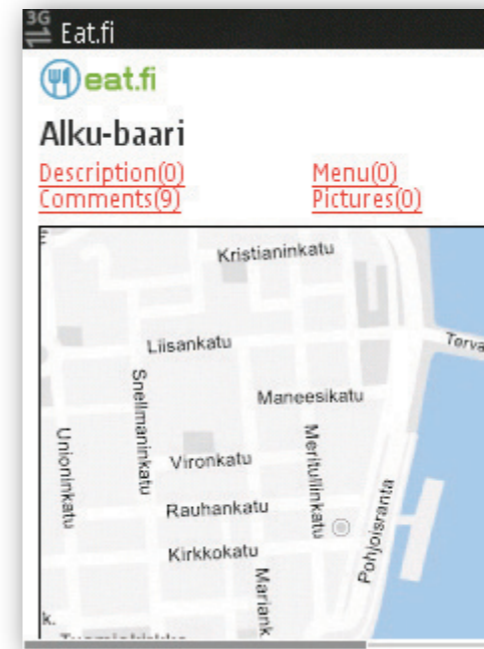 3G Eat.fi
eat.fi
Alku-baari
Description(0) Menu(0)
Comments(9) Pictures(0)
Kristianinkatu
Liisankatu
Terva
Snellmaninkatu
Maneesikatu
Unioninkatu
Meritullinkatu
Vironkatu
Rauhankatu
Pohjoisranta
Kirkkokatu
Mariank
k.